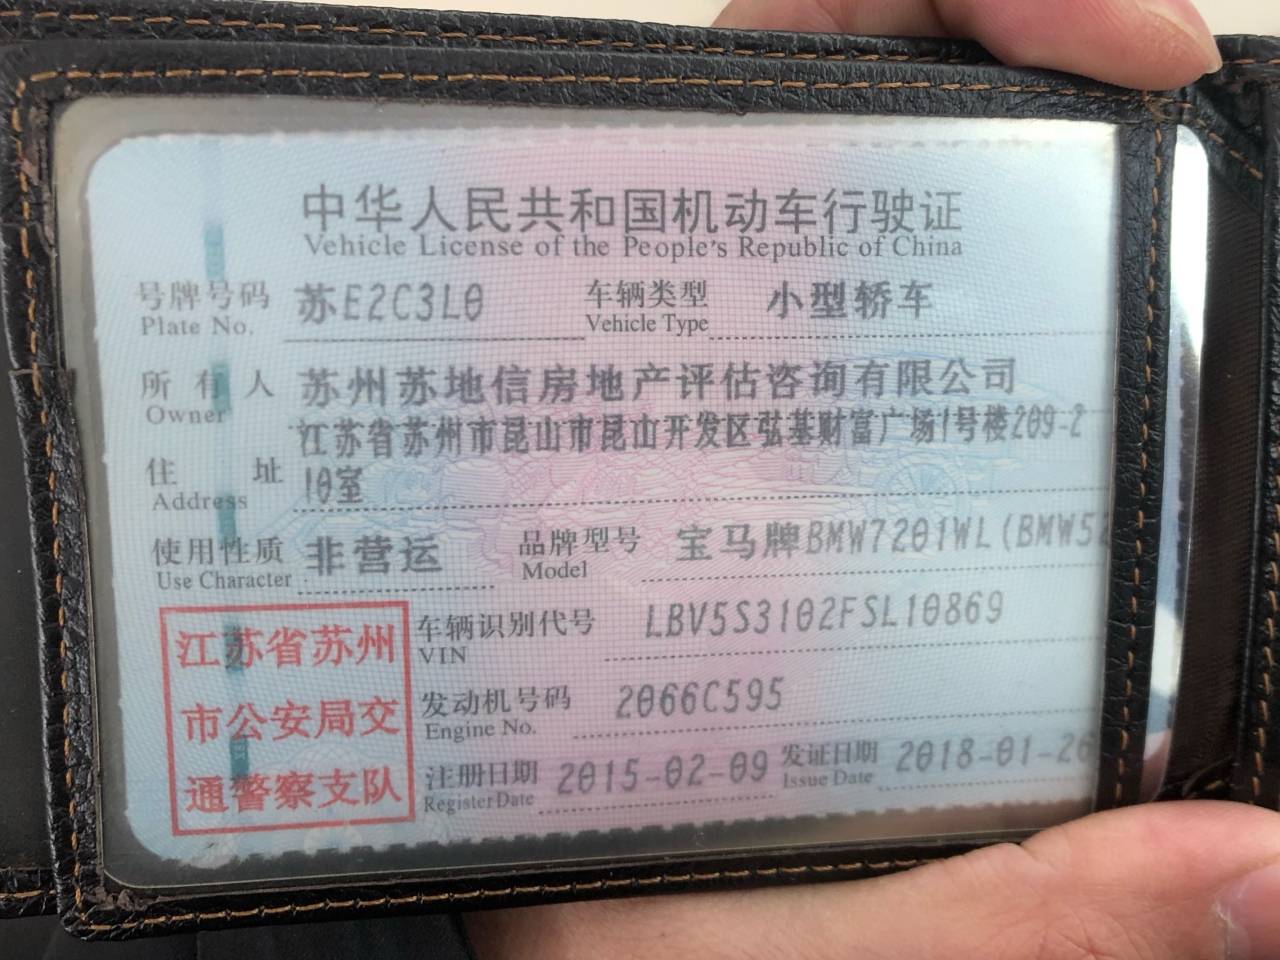 中华人民共和国机动车行驶证
Vehicle License of the People's Republic of China
号牌号码 苏E2C3L0 车辆类型 小型轿车
Plate No. Vehicle Type
所有人 苏州苏地信房地产评估咨询有限公司
Owner
江苏省苏州市昆山市昆山开发区弘基财富广场1号楼209-2
住址 10室
Address
使用性质 非营运 品牌型号 宝马牌BMW7201WL(BMW52
Use Character Model
江苏省苏州
市公安局交
通警察支队
车辆识别代号 LBV5S3102FSL10869
VIN
发动机号码 2066C595
Engine No.
注册日期 2015-02-09 发证日期 2018-01-26
Register Date Issue Date